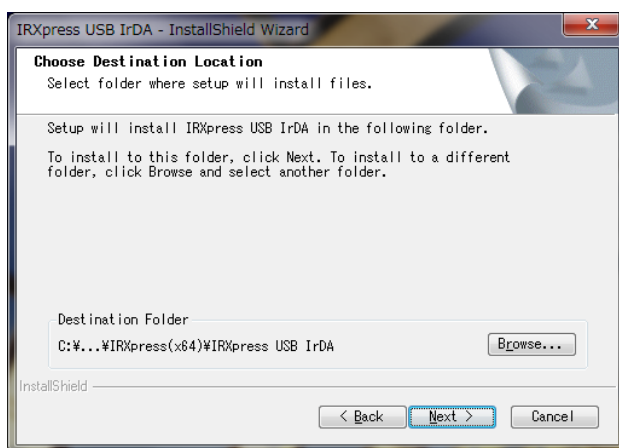 IRXpress USB IrDA - InstallShield Wizard
Choose Destination Location
Select folder where setup will install files.
Setup will install IRXpress USB IrDA in the following folder.
To install to this folder, click Next. To install to a different
folder, click Browse and select another folder.
Destination Folder
C:¥...¥IRXpress(x64)¥IRXpress USB IrDA
Browse...
InstallShield
< Back
Next >
Cancel